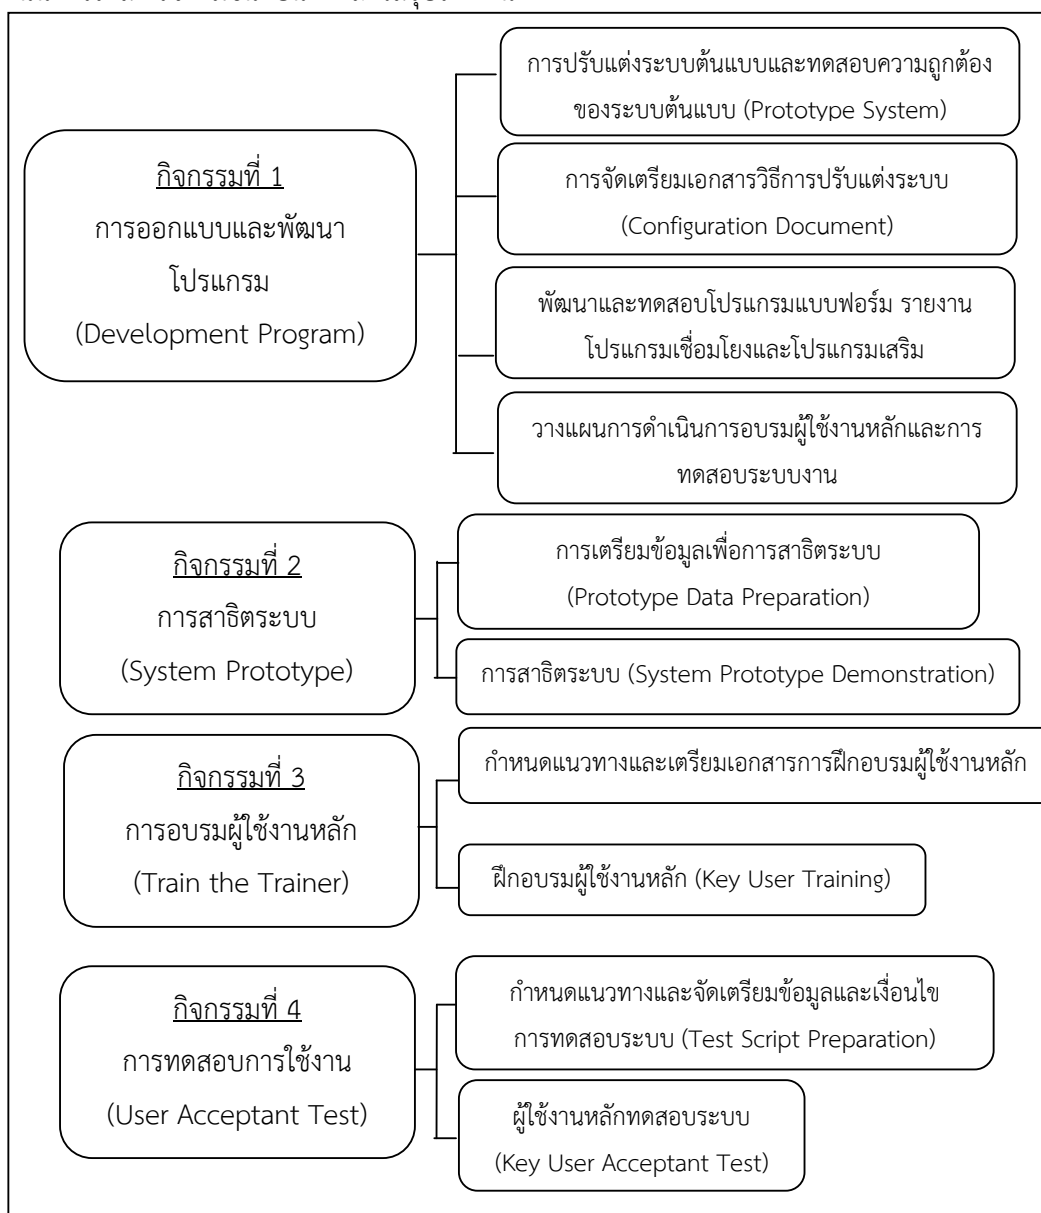 กิจกรรมที่ 1
การออกแบบและพัฒนา
โปรแกรม
(Development Program)
การปรับแต่งระบบต้นแบบและทดสอบความถูกต้อง
ของระบบต้นแบบ (Prototype System)
การจัดเตรียมเอกสารวิธีการปรับแต่งระบบ
(Configuration Document)
พัฒนาและทดสอบโปรแกรมแบบฟอร์ม รายงาน
โปรแกรมเชื่อมโยงและโปรแกรมเสริม
วางแผนการดำเนินการอบรมผู้ใช้งานหลักและการ
ทดสอบระบบงาน
กิจกรรมที่ 2
การสาธิตระบบ
(System Prototype)
การเตรียมข้อมูลเพื่อการสาธิตระบบ
(Prototype Data Preparation)
การสาธิตระบบ (System Prototype Demonstration)
กิจกรรมที่ 3
การอบรมผู้ใช้งานหลัก
(Train the Trainer)
กำหนดแนวทางและเตรียมเอกสารการฝึกอบรมผู้ใช้งานหลัก
ฝึกอบรมผู้ใช้งานหลัก (Key User Training)
กิจกรรมที่ 4
การทดสอบการใช้งาน
(User Acceptant Test)
กำหนดแนวทางและจัดเตรียมข้อมูลและเงื่อนไข
การทดสอบระบบ (Test Script Preparation)
ผู้ใช้งานหลักทดสอบระบบ
(Key User Acceptant Test)